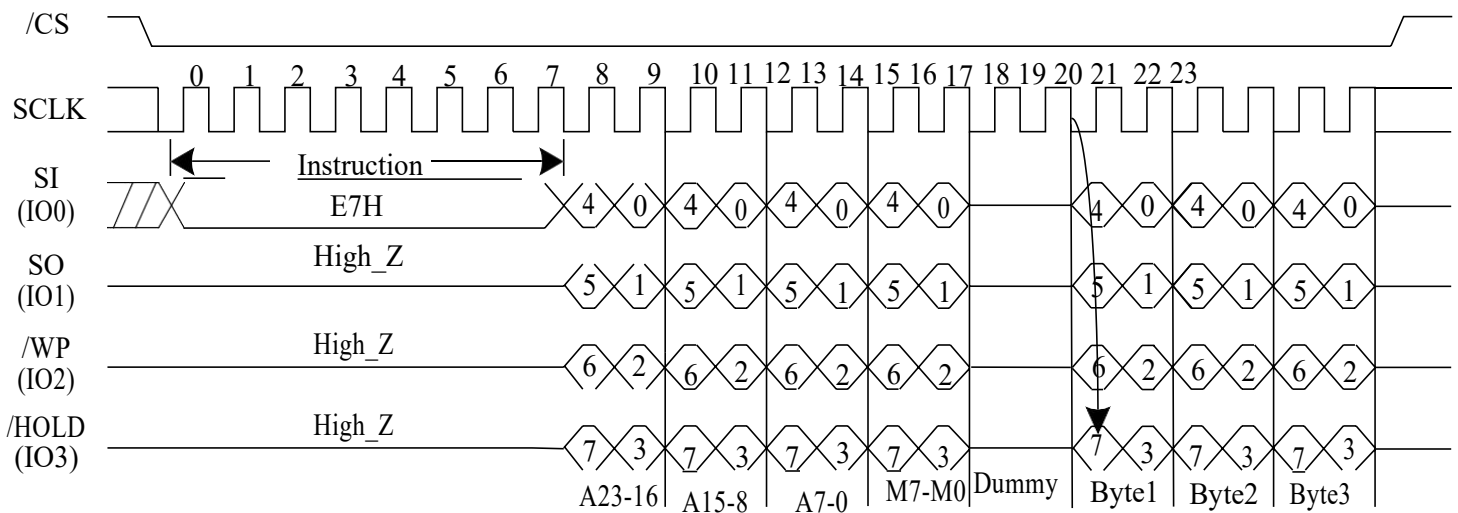 /CS
0 1 2 3 4 5 6 7 8 9 10 11 12 13 14 15 16 17 18 19 20 21 22 23
SCLK
Instruction
SI
(IO0)
E7H
4 0 4 0 4 0 4 0 4 0 4 0 4 0
High_Z
SO
(IO1)
5 1 5 1 5 1 5 1 5 1 5 1 5 1
High_Z
/WP
(IO2)
6 2 6 2 6 2 6 2 6 2 6 2 6 2
High_Z
/HOLD
(IO3)
7 3 7 3 7 3 7 3 7 3 7 3 7 3
A23-16 A15-8 A7-0 M7-M0 Dummy Byte1 Byte2 Byte3